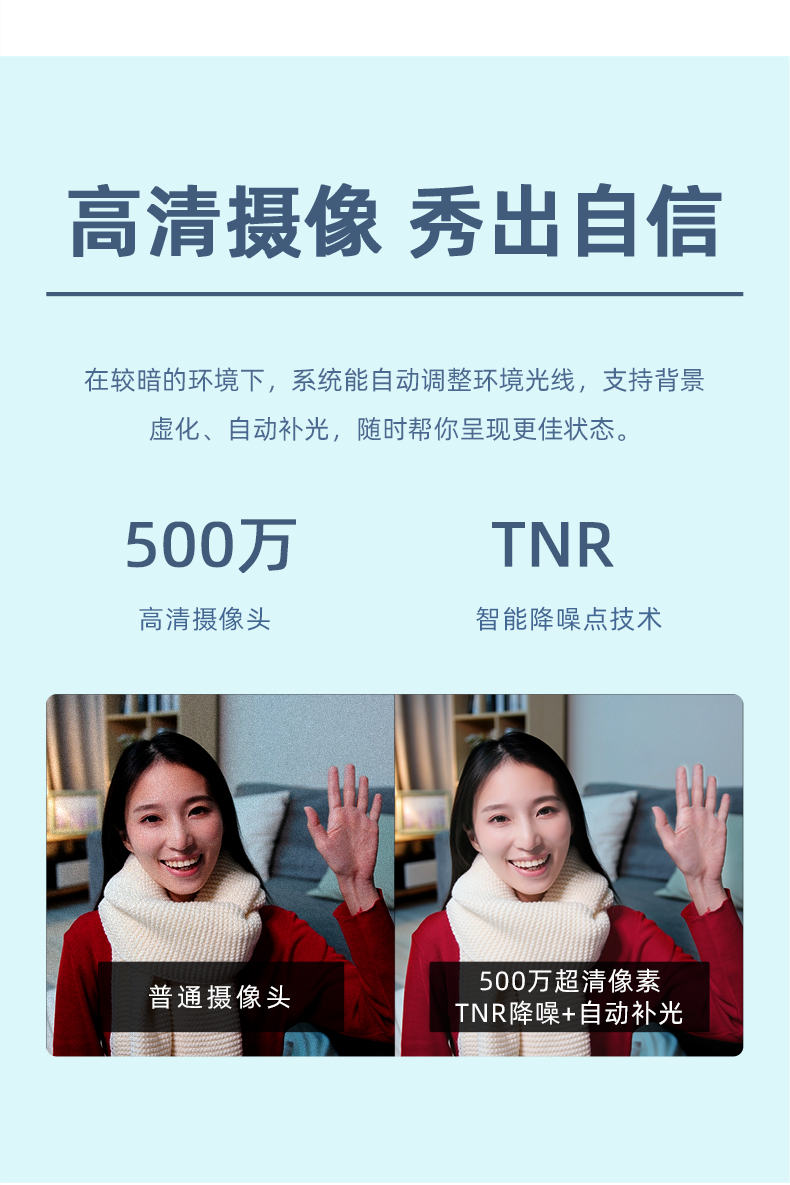 高清摄像 秀出自信
在较暗的环境下，系统能自动调整环境光线，支持背景
虚化、自动补光，随时帮你呈现更佳状态。
500万
高清摄像头
TNR
智能降噪点技术
普通摄像头
500万超清像素
TNR降噪+自动补光